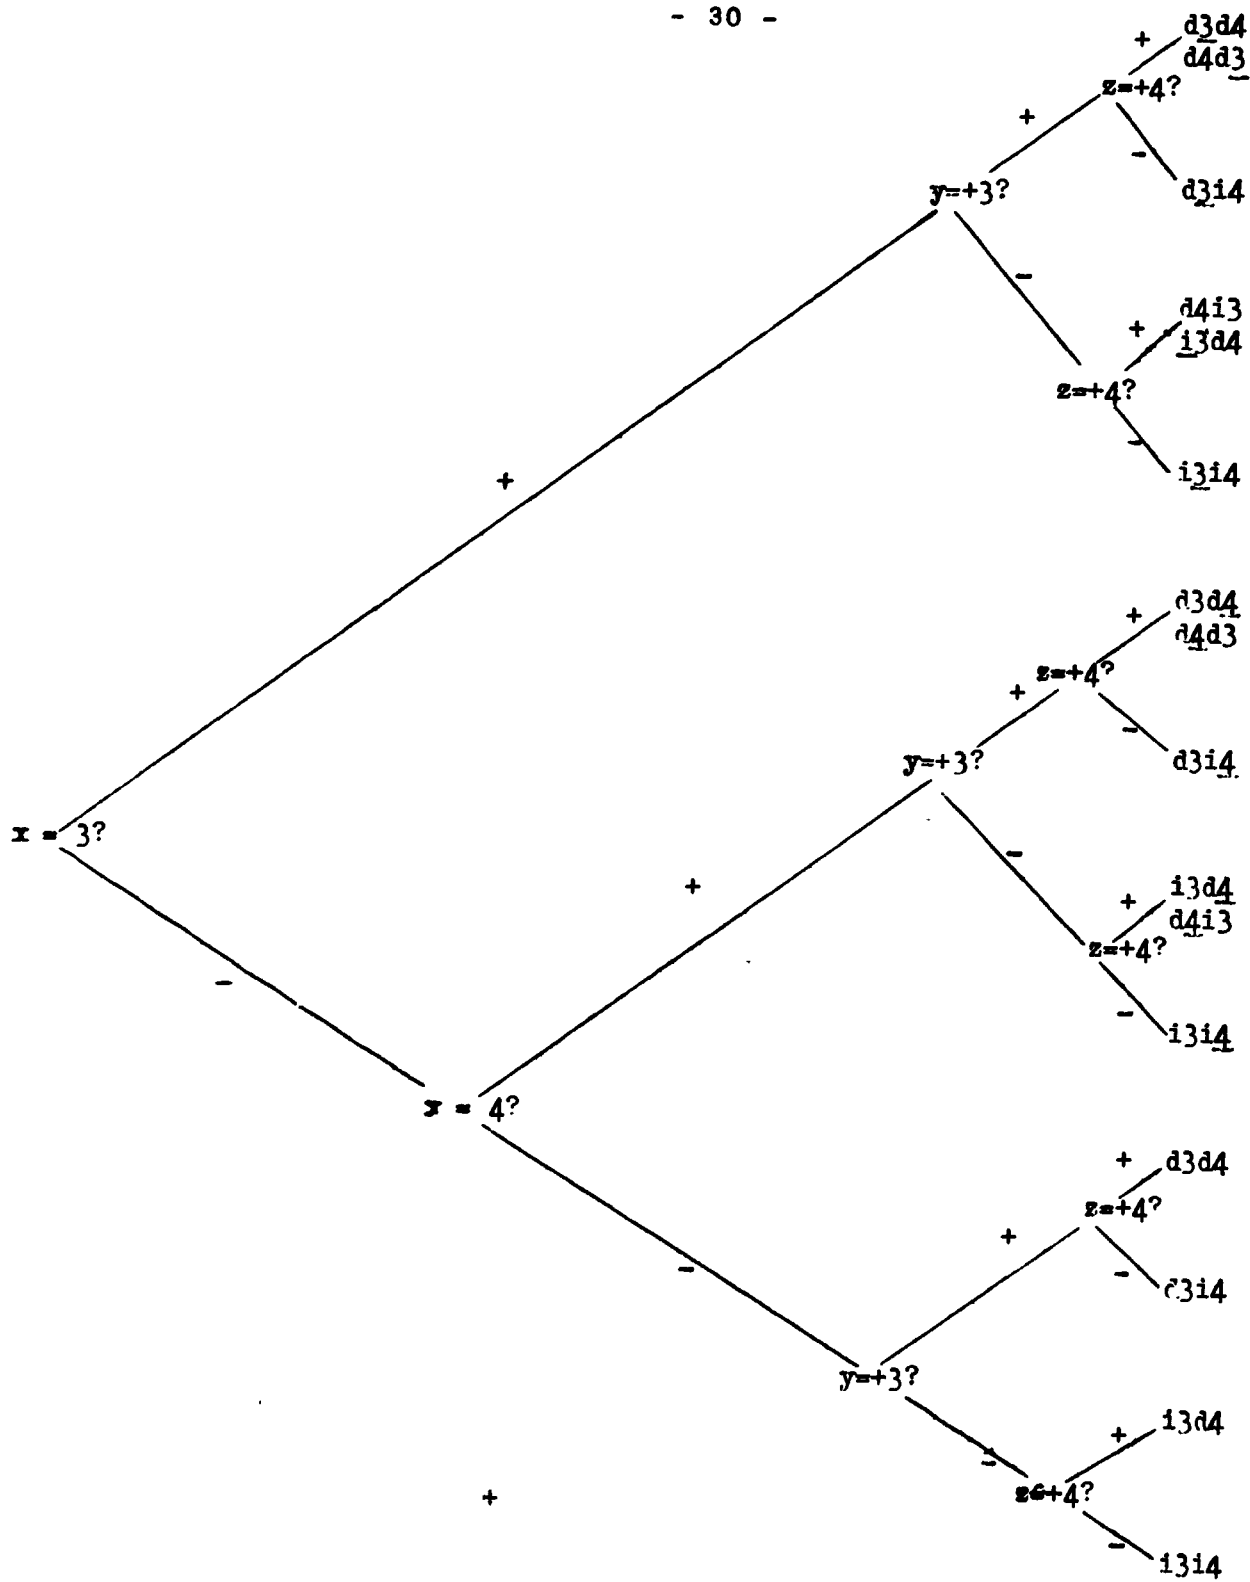 - 30 -
+ d3d4
d4d3
z=+4?
+
-
y=+3?
d3i4
-
d4i3
+ i3d4
z=+4?
-
i3i4
+
d3d4
+ d4d3
z=+4?
+
-
y=+3? d3i4
x = 3?
-
+ i3d4
+ d4i3
z=+4?
-
- i3i4
x = 4?
+ d3d4
z=+4?
+
- -
d3i4
y=+3?
i3d4
+
-
+ z=+4?
-
i3i4